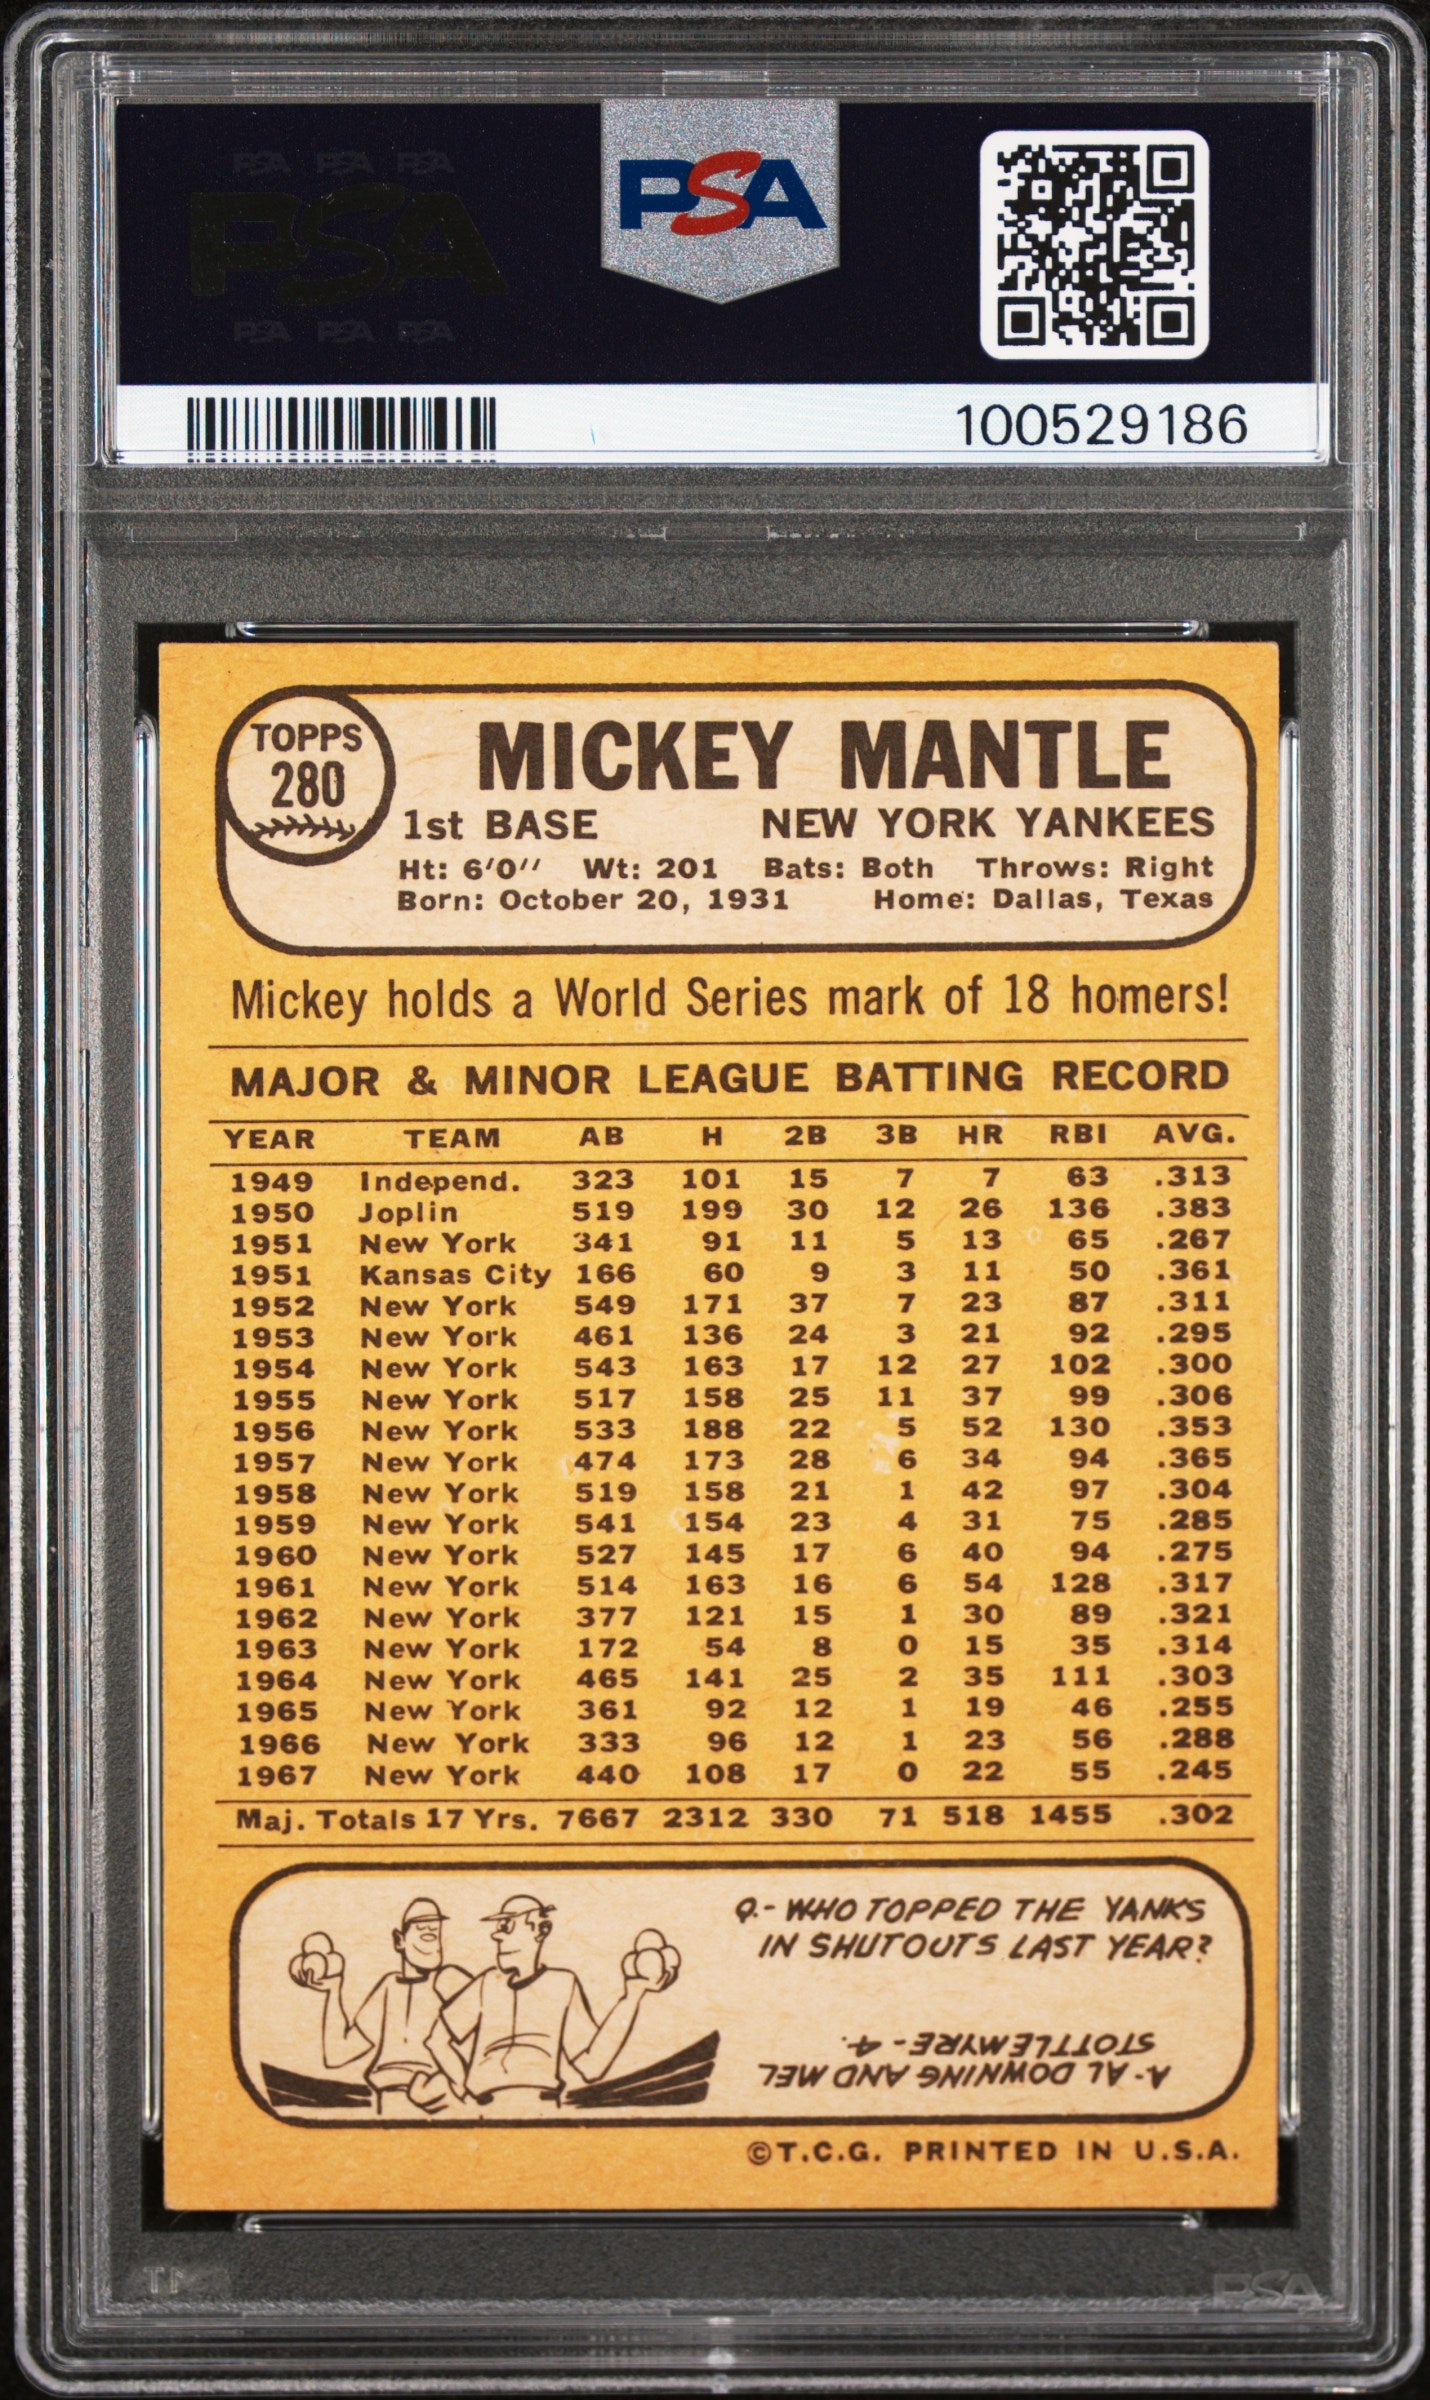 PSA PSA PSA
PSA
PSA PSA PSA
PSA
100529186
TOPPS
280
MICKEY MANTLE
1st BASE NEW YORK YANKEES
Ht: 6'0'' Wt: 201 Bats: Both Throws: Right
Born: October 20, 1931 Home: Dallas, Texas
Mickey holds a World Series mark of 18 homers!
MAJOR & MINOR LEAGUE BATTING RECORD
YEAR TEAM AB H 2B 3B HR RBI AVG.
1949 Independ. 323 101 15 7 7 63 .313
1950 Joplin 519 199 30 12 26 136 .383
1951 New York 341 91 11 5 13 65 .267
1951 Kansas City 166 60 9 3 11 50 .361
1952 New York 549 171 37 7 23 87 .311
1953 New York 461 136 24 3 21 92 .295
1954 New York 543 163 17 12 27 102 .300
1955 New York 517 158 25 11 37 99 .306
1956 New York 533 188 22 5 52 130 .353
1957 New York 474 173 28 6 34 94 .365
1958 New York 519 158 21 1 42 97 .304
1959 New York 541 154 23 4 31 75 .285
1960 New York 527 145 17 6 40 94 .275
1961 New York 514 163 16 6 54 128 .317
1962 New York 377 121 15 1 30 89 .321
1963 New York 172 54 8 0 15 35 .314
1964 New York 465 141 25 2 35 111 .303
1965 New York 361 92 12 1 19 46 .255
1966 New York 333 96 12 1 23 56 .288
1967 New York 440 108 17 0 22 55 .245
Maj. Totals 17 Yrs. 7667 2312 330 71 518 1455 .302
Q.- WHO TOPPED THE YANKS
IN SHUTOUTS LAST YEAR?
A- AL DOWNING AND MEL
STOTTLEMYRE - 4.
©T.C.G. PRINTED IN U.S.A.
PSA